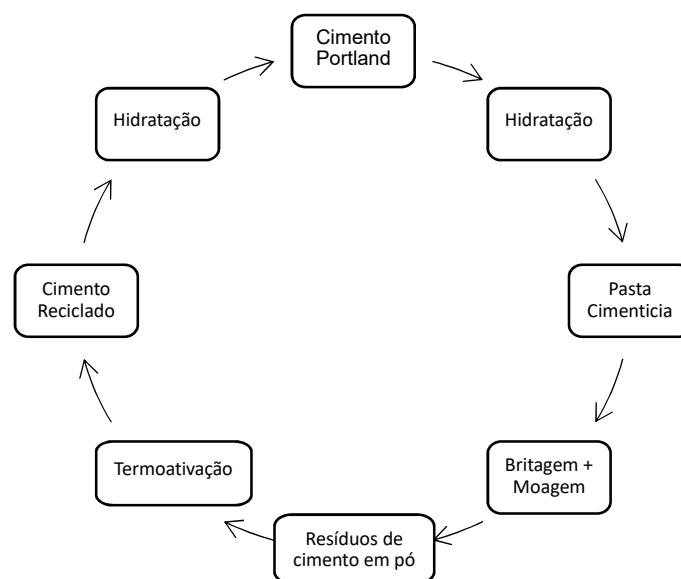 Cimento
Portland
Hidratação
Pasta
Cimenticia
Britagem +
Moagem
Resíduos de
cimento em pó
Termoativação
Cimento
Reciclado
Hidratação